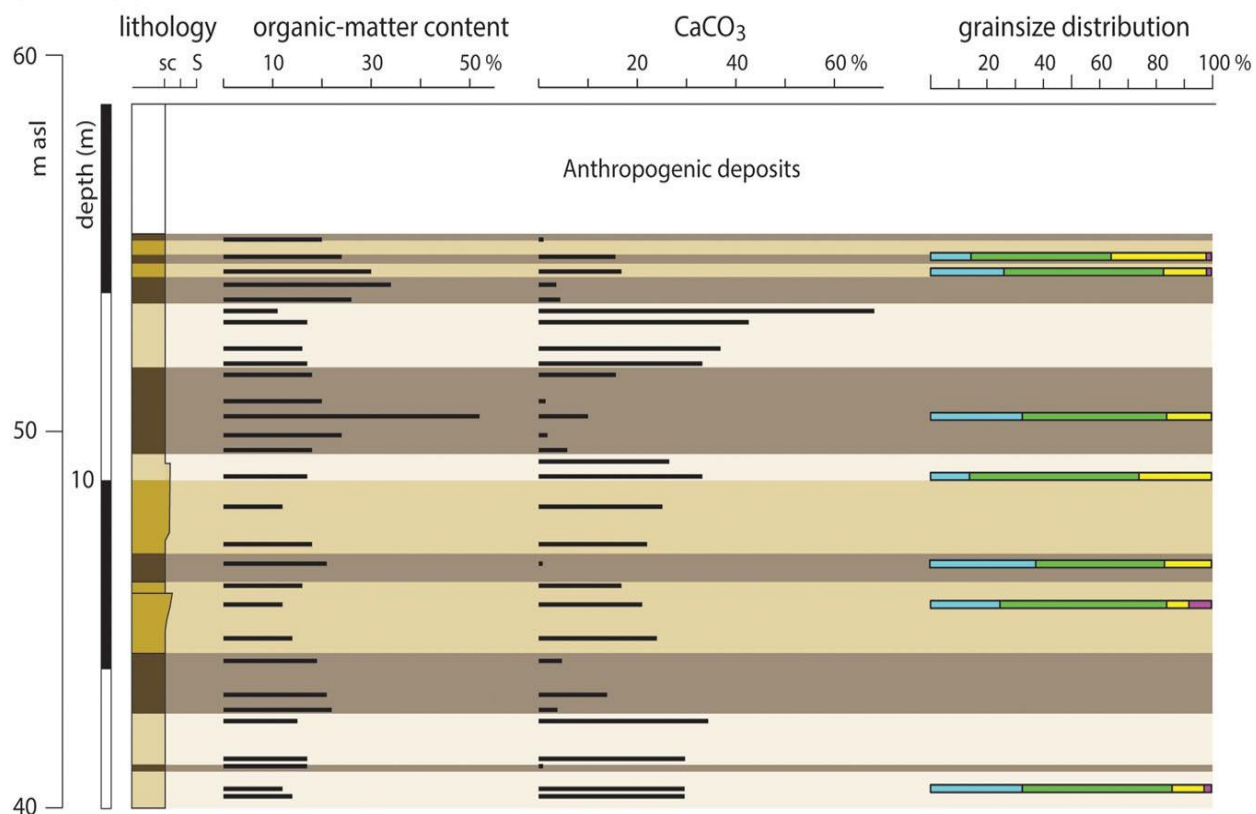 lithology organic-matter content CaCO₃ grainsize distribution
60 sc S 10 30 50 % 20 40 60 % 20 40 60 80 100 %
m asl
depth (m)
Anthropogenic deposits
50
10
40